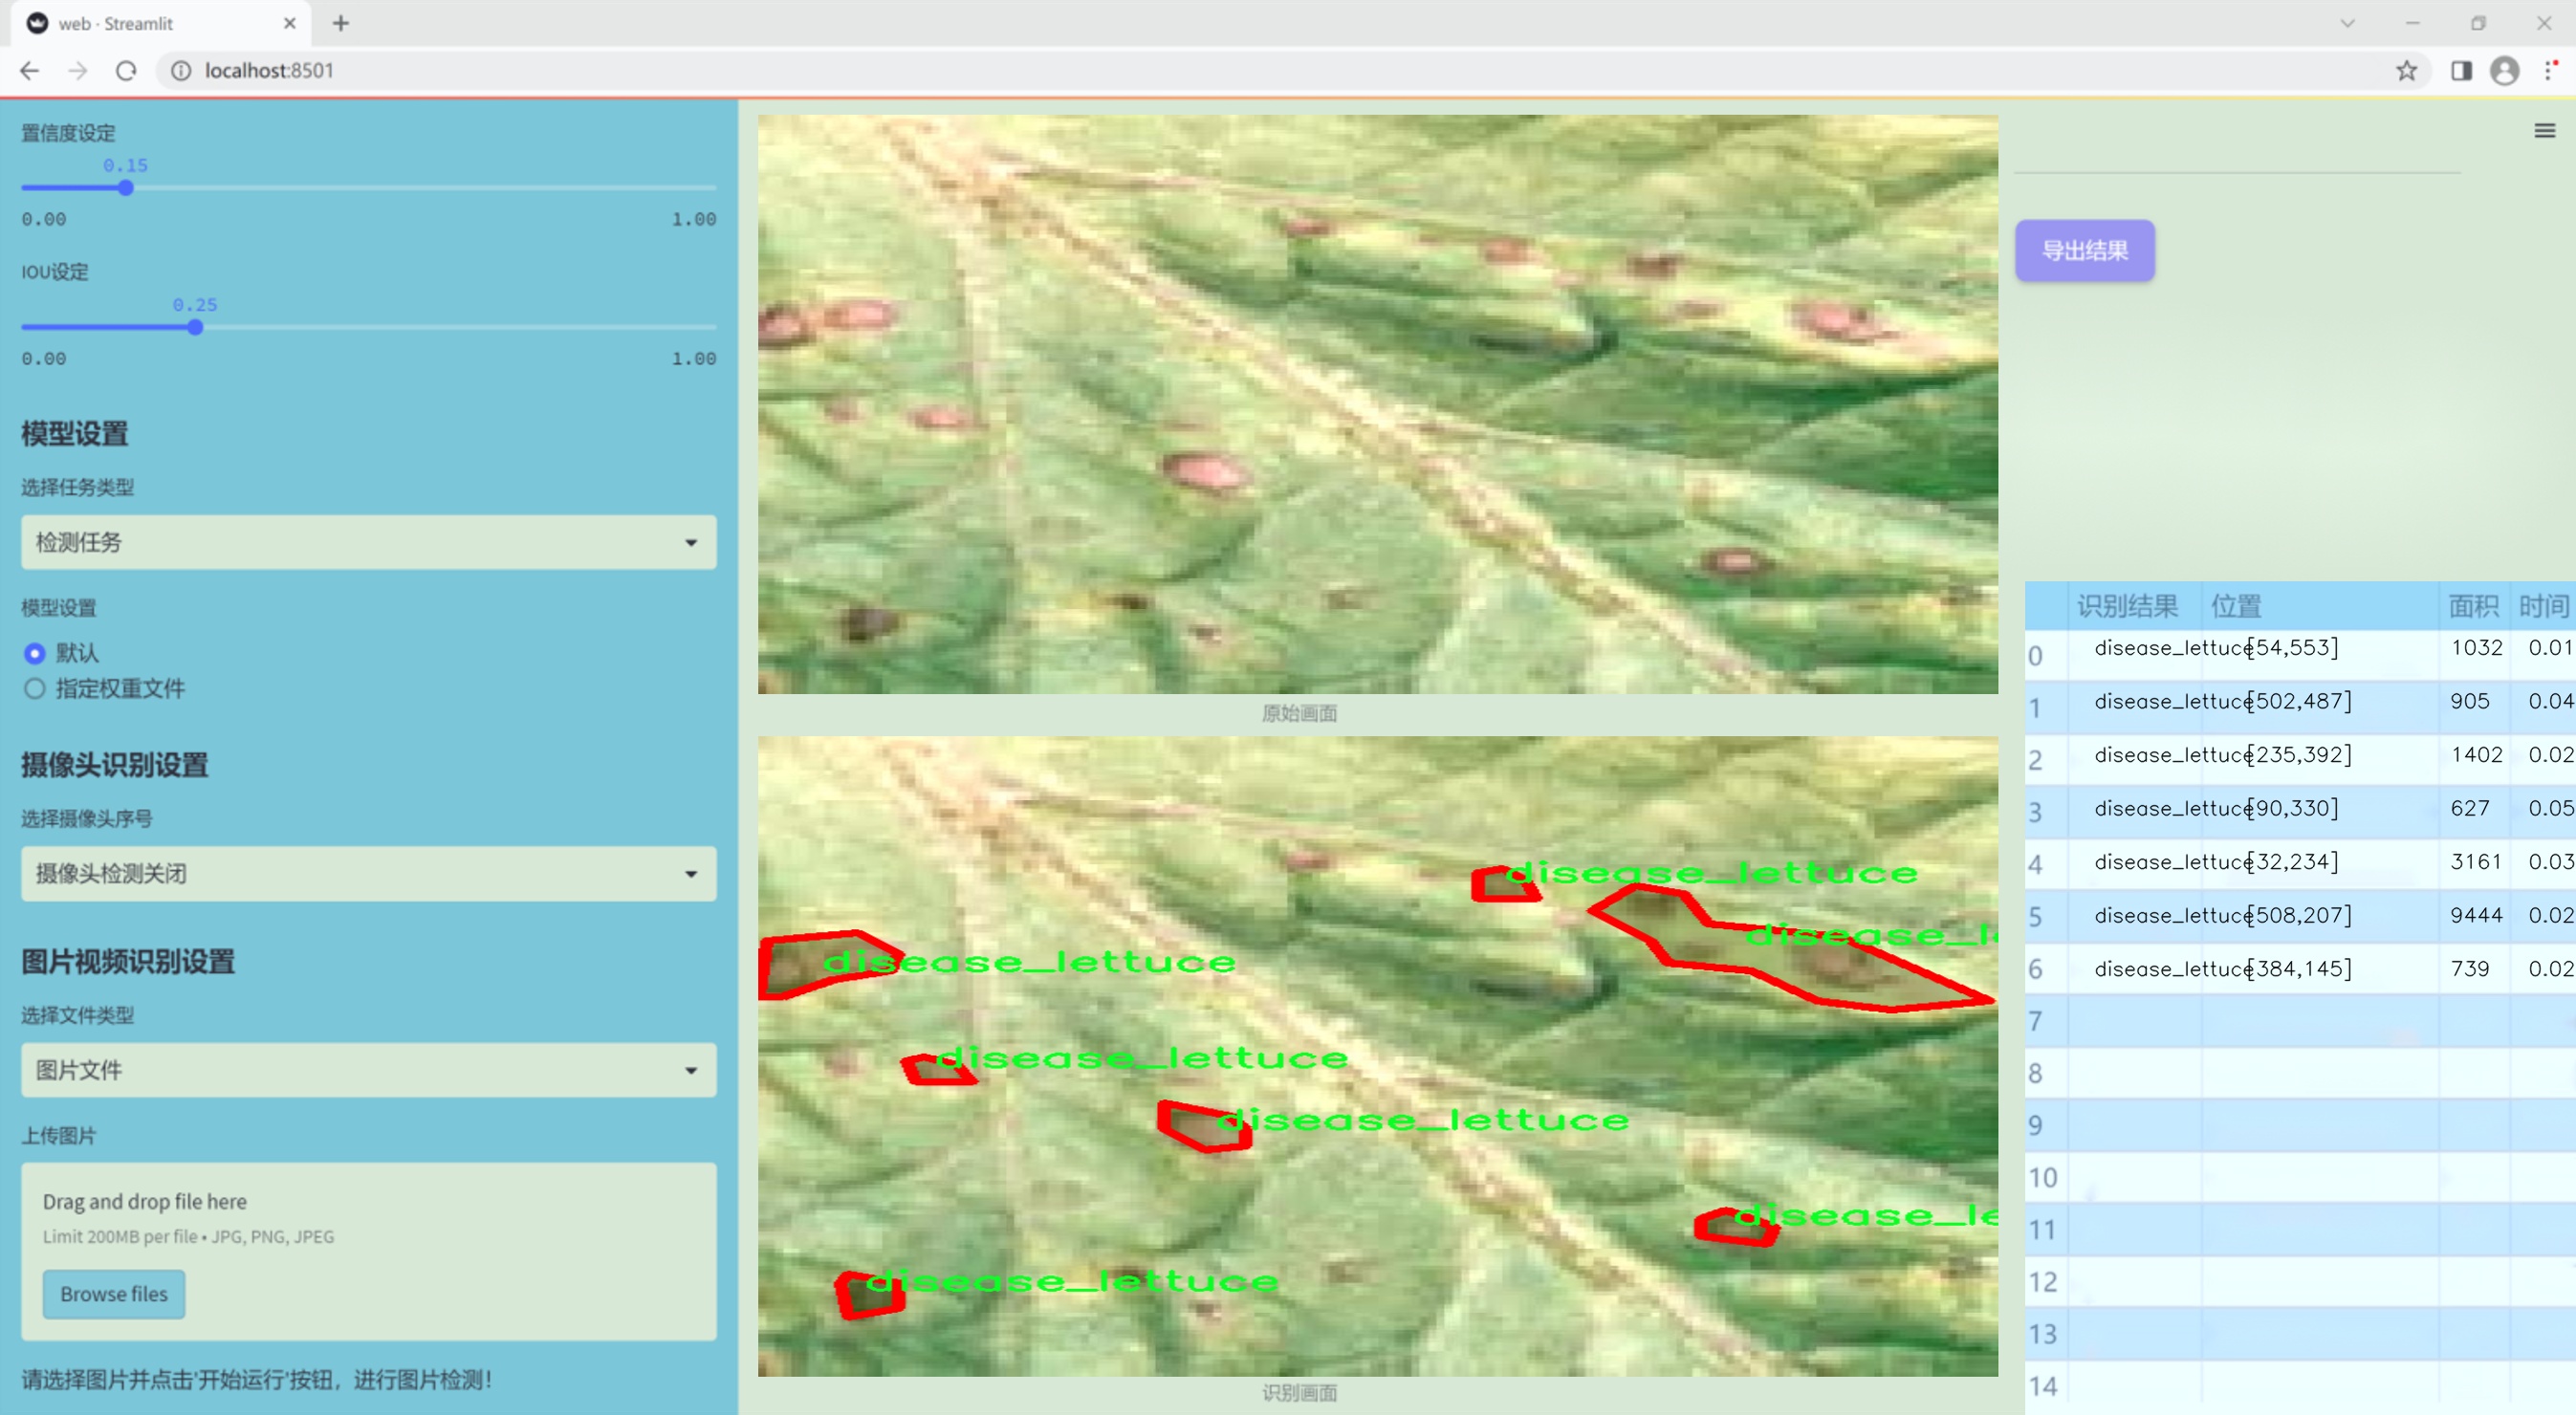 web · Streamlit
localhost:8501
置信度设定
0.15
0.00 1.00
IOU设定
0.25
0.00 1.00
模型设置
选择任务类型
检测任务
模型设置
默认
指定权重文件
摄像头识别设置
选择摄像头序号
摄像头检测关闭
图片视频识别设置
选择文件类型
图片文件
上传图片
Drag and drop file here
Limit 200MB per file • JPG, PNG, JPEG
Browse files
请选择图片并点击'开始运行'按钮，进行图片检测！
原始画面
disease_lettuce
disease_le
disease_lettuce
disease_lettuce
disease_lettuce
disease_le
disease_lettuce
识别画面
导出结果
识别结果 位置 面积 时间
0 disease_lettuce [54,553] 1032 0.01
1 disease_lettuce [502,487] 905 0.04
2 disease_lettuce [235,392] 1402 0.02
3 disease_lettuce [90,330] 627 0.05
4 disease_lettuce [32,234] 3161 0.03
5 disease_lettuce [508,207] 9444 0.02
6 disease_lettuce [384,145] 739 0.02
7
8
9
10
11
12
13
14